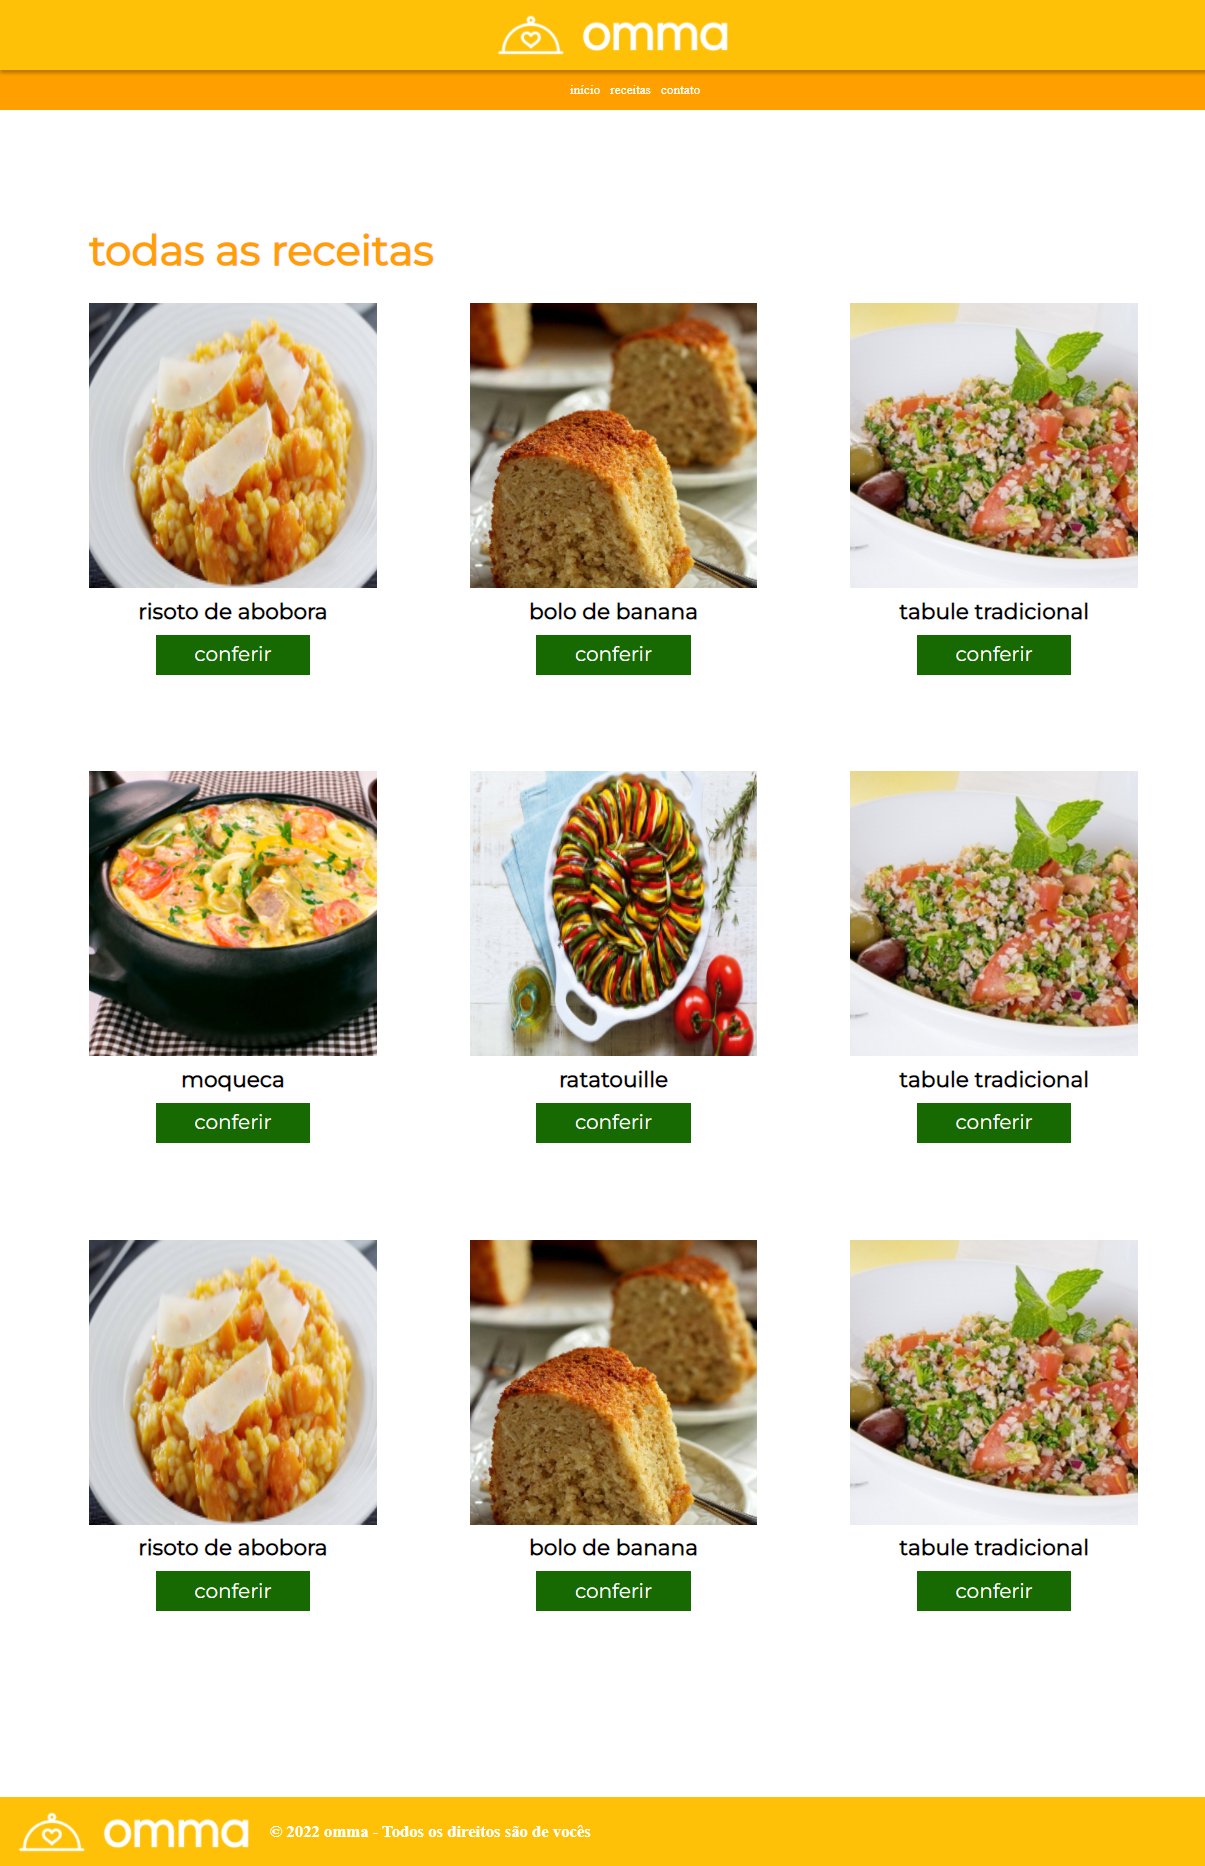 omma
início receitas contato
todas as receitas
risoto de abobora bolo de banana tabule tradicional
conferir conferir conferir
moqueca ratatouille tabule tradicional
conferir conferir conferir
risoto de abobora bolo de banana tabule tradicional
conferir conferir conferir
omma © 2022 omma - Todos os direitos são de vocês